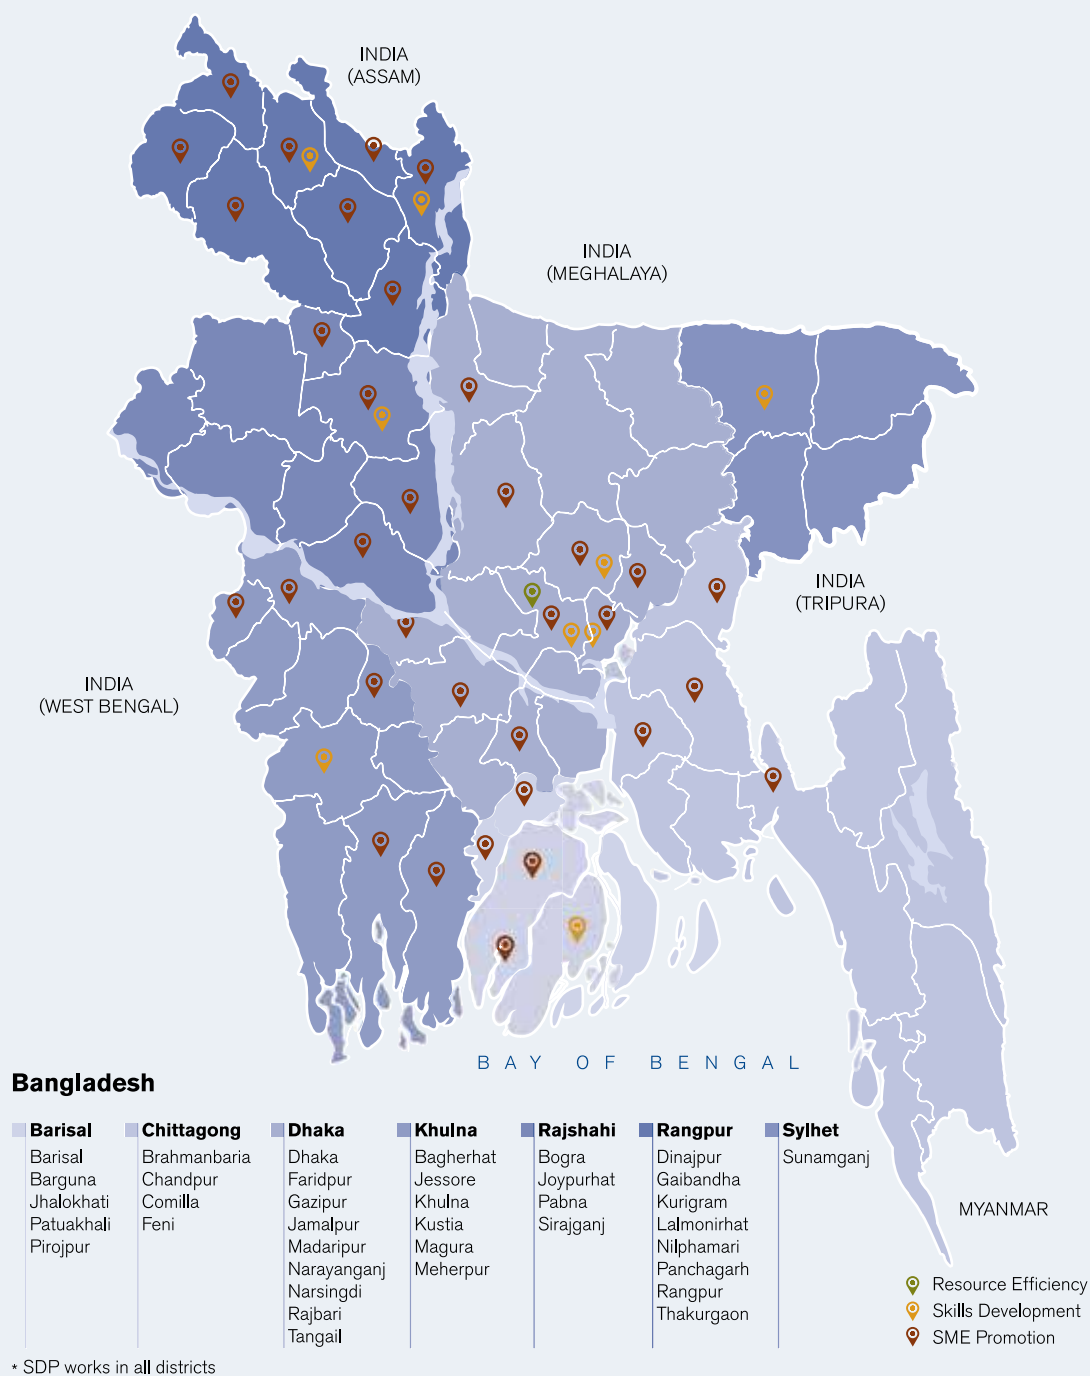 INDIA
(ASSAM)
INDIA
(MEGHALAYA)
INDIA
(TRIPURA)
INDIA
(WEST BENGAL)
BAY OF BENGAL
Bangladesh
Barisal
Barisal
Barguna
Jhalokhati
Patuakhali
Pirojpur
Chittagong
Brahmanbaria
Chandpur
Comilla
Feni
Dhaka
Dhaka
Faridpur
Gazipur
Jamalpur
Madaripur
Narayanganj
Narsingdi
Rajbari
Tangail
Khulna
Bagherhat
Jessore
Khulna
Kustia
Magura
Meherpur
Rajshahi
Bogra
Joypurhat
Pabna
Sirajganj
Rangpur
Dinajpur
Gaibandha
Kurigram
Lalmonirhat
Nilphamari
Panchagarh
Rangpur
Thakurgaon
Sylhet
Sunamganj
MYANMAR
Resource Efficiency
Skills Development
SME Promotion
* SDP works in all districts